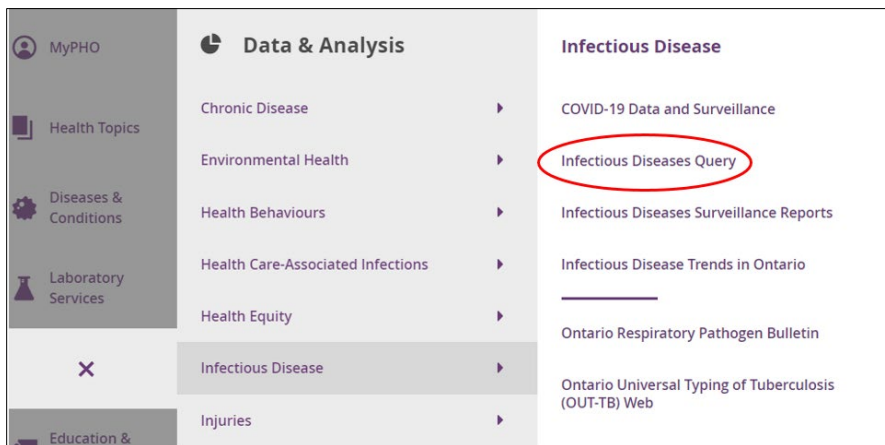 MyPHO
Health Topics
Diseases &
Conditions
Laboratory
Services
Education &
Data & Analysis
Chronic Disease
Environmental Health
Health Behaviours
Health Care-Associated Infections
Health Equity
Infectious Disease
Injuries
Infectious Disease
COVID-19 Data and Surveillance
Infectious Diseases Query
Infectious Diseases Surveillance Reports
Infectious Disease Trends in Ontario
Ontario Respiratory Pathogen Bulletin
Ontario Universal Typing of Tuberculosis
(OUT-TB) Web